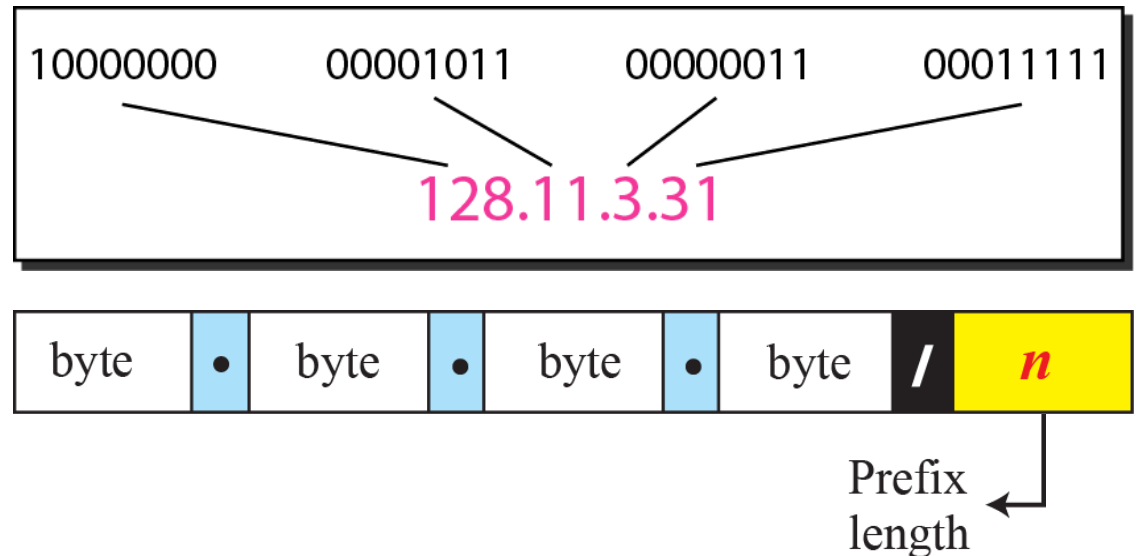 10000000 00001011 00000011 00011111
128.11.3.31
byte • byte • byte • byte / n
Prefix
length